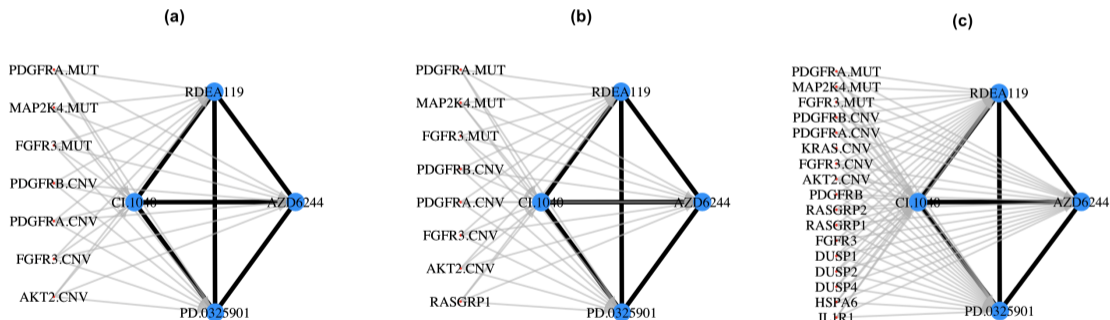 (a)
PDGFRA.MUT
MAP2K4.MUT
FGFR3.MUT
PDGFRB.CNV
PDGFRA.CNV
FGFR3.CNV
AKT2.CNV
RDEA119
CI.1040
AZD6244
PD.0325901
(b)
PDGFRA.MUT
MAP2K4.MUT
FGFR3.MUT
PDGFRB.CNV
PDGFRA.CNV
FGFR3.CNV
AKT2.CNV
RASGRP1
RDEA119
CI.1040
AZD6244
PD.0325901
(c)
PDGFRA.MUT
MAP2K4.MUT
FGFR3.MUT
PDGFRB.CNV
PDGFRA.CNV
KRAS.CNV
FGFR3.CNV
AKT2.CNV
PDGFRB
RASGRP2
RASGRP1
FGFR3
DUSP1
DUSP2
DUSP4
HSPA6
RDEA119
CI.1040
AZD6244
PD.0325901